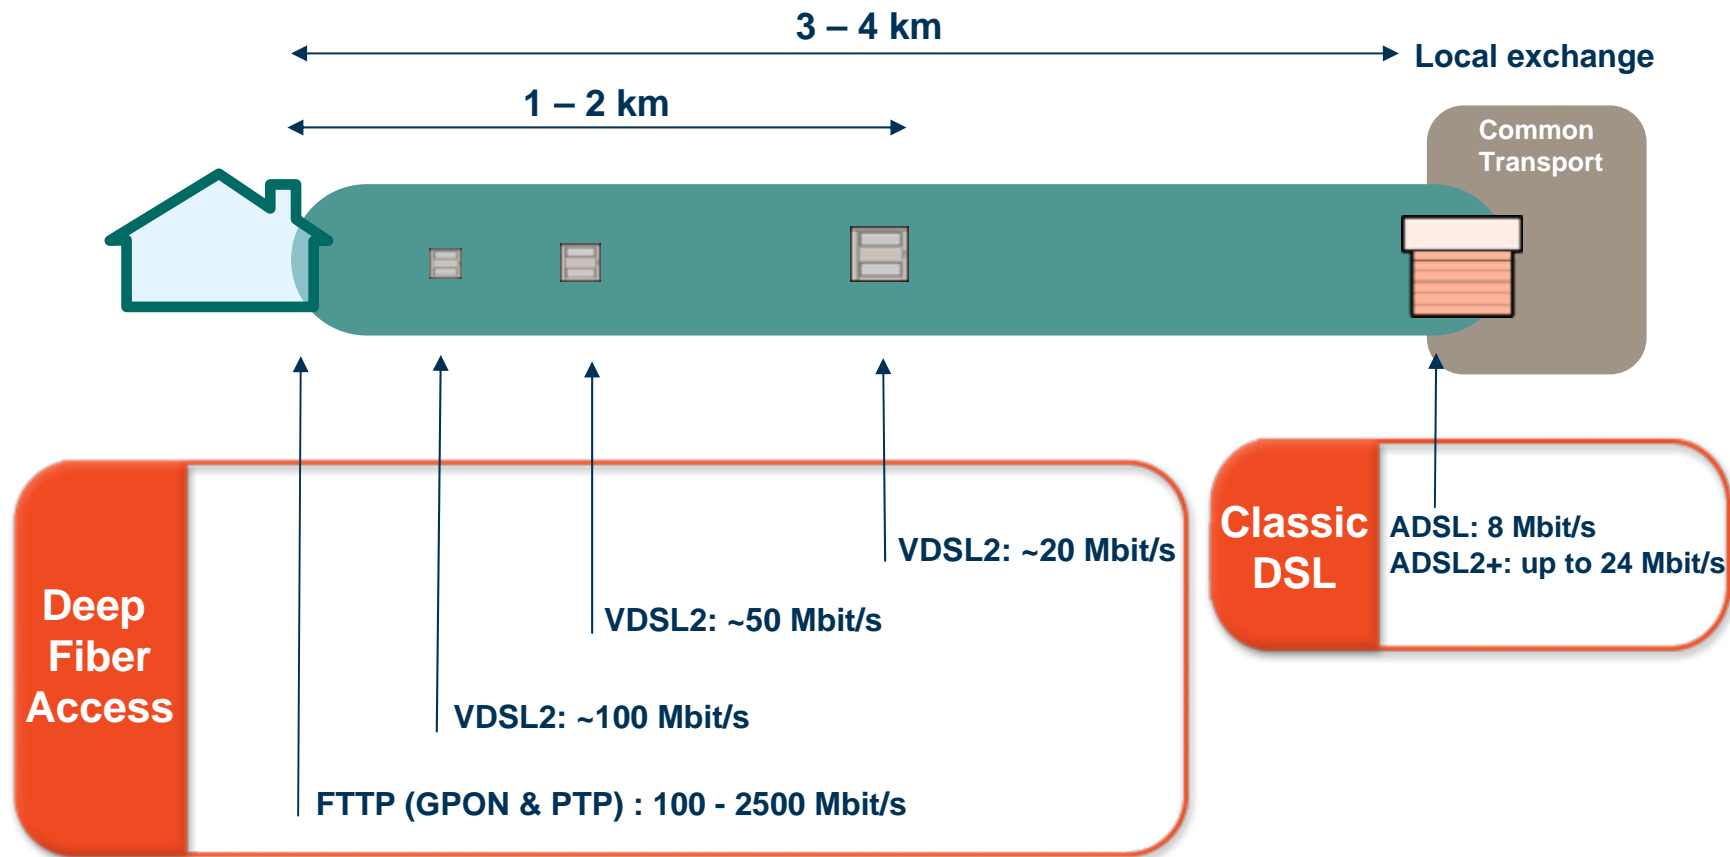 3 – 4 km
Local exchange
1 – 2 km
Common
Transport
Classic
DSL
ADSL: 8 Mbit/s
ADSL2+: up to 24 Mbit/s
VDSL2: ~20 Mbit/s
Deep
Fiber
Access
VDSL2: ~50 Mbit/s
VDSL2: ~100 Mbit/s
FTTP (GPON & PTP) : 100 - 2500 Mbit/s